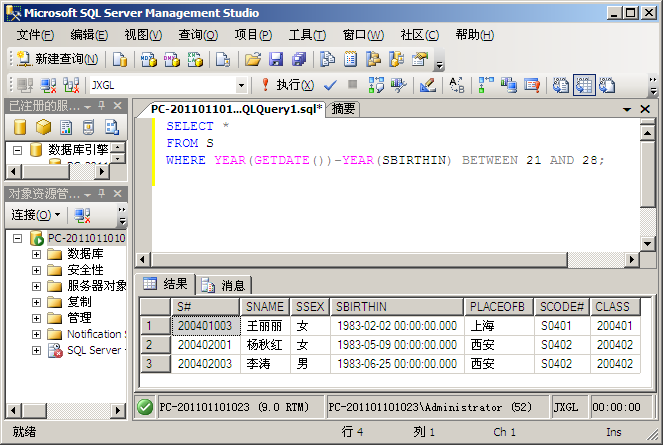 Microsoft SQL Server Management Studio
文件(F) 编辑(E) 视图(V) 查询(Q) 项目(P) 工具(T) 窗口(W) 社区(C) 帮助(H)
新建查询(N)
JXGL 执行(X)
已注册的服...
数据库引擎
对象资源管...
连接(O)
PC-2011011010
数据库
安全性
服务器对象
复制
管理
Notification S
SQL Server
PC-201101101...QLQuery1.sql* 摘要
SELECT *
FROM S
WHERE YEAR(GETDATE())-YEAR(SBIRTHIN) BETWEEN 21 AND 28;
结果 消息
S# SNAME SSEX SBIRTHIN PLACEOFB SCODE# CLASS
1 200401003 王丽丽 女 1983-02-02 00:00:00.000 上海 S0401 200401
2 200402001 杨秋红 女 1983-05-09 00:00:00.000 西安 S0402 200402
3 200402003 李涛 男 1983-06-25 00:00:00.000 西安 S0402 200402
PC-201101101023 (9.0 RTM) PC-201101101023\Administrator (52) JXGL 00:00:00
就绪 行 4 列 1 Ch 1 Ins